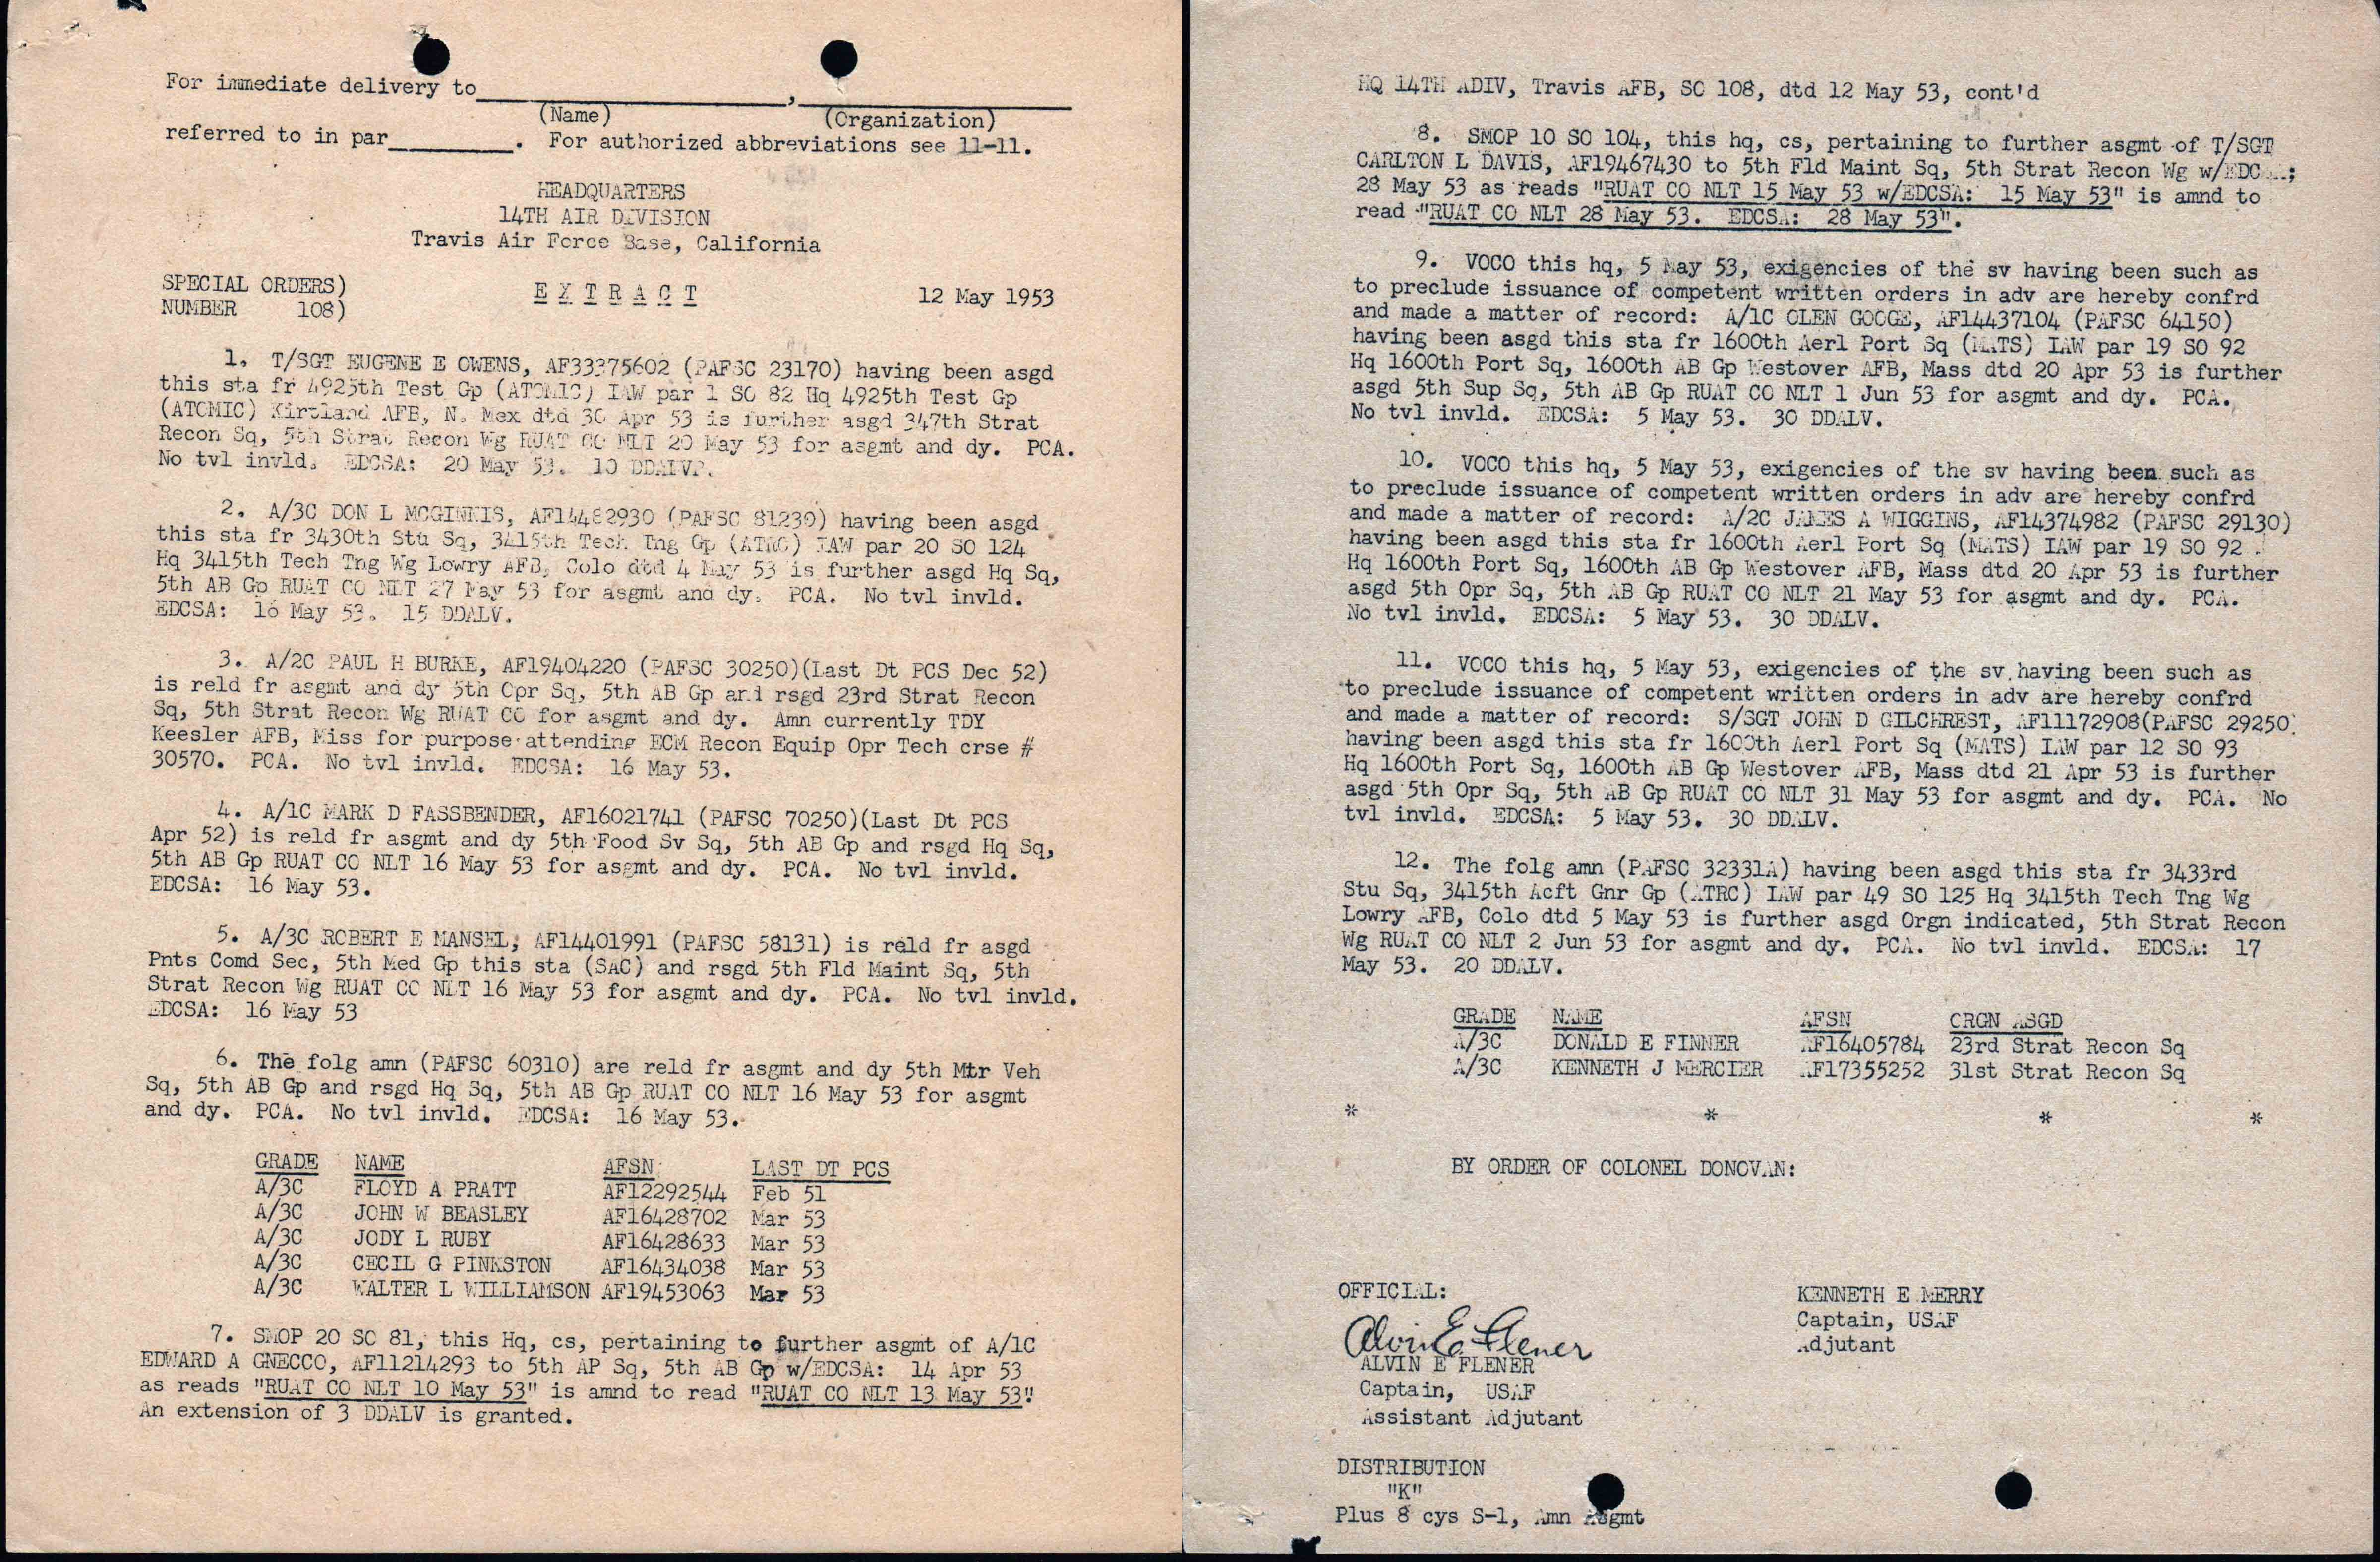 For immediate delivery to____________________,____________________
(Name) (Organization)
referred to in par________. For authorized abbreviations see 11-11.
HEADQUARTERS
14TH AIR DIVISION
Travis Air Force Base, California
SPECIAL ORDERS)
NUMBER 108)
E X T R A C T
12 May 1953
1. T/SGT EUGENE E OWENS, AF33375602 (PAFSC 23170) having been asgd
this sta fr 4925th Test Gp (ATOMIC) IAW par 1 SO 82 Hq 4925th Test Gp
(ATOMIC) Kirtland AFB, N. Mex dtd 30 Apr 53 is further asgd 347th Strat
Recon Sq, 5th Strat Recon Wg RUAT CO NLT 20 May 53 for asgmt and dy. PCA.
No tvl invld. EDCSA: 20 May 53. 10 DDALVP.
2. A/3C DON L MCGINNIS, AF14482930 (PAFSC 81230) having been asgd
this sta fr 3430th Stu Sq, 3415th Tech Tng Gp (ATRC) IAW par 20 SO 124
Hq 3415th Tech Tng Wg Lowry AFB, Colo dtd 4 May 53 is further asgd Hq Sq,
5th AB Gp RUAT CO NLT 27 May 53 for asgmt and dy. PCA. No tvl invld.
EDCSA: 16 May 53. 15 DDALV.
3. A/2C PAUL H BURKE, AF19404220 (PAFSC 30250)(Last Dt PCS Dec 52)
is reld fr asgmt and dy 5th Opr Sq, 5th AB Gp and rsgd 23rd Strat Recon
Sq, 5th Strat Recon Wg RUAT CO for asgmt and dy. Amn currently TDY
Keesler AFB, Miss for purpose attending ECM Recon Equip Opr Tech crse #
30570. PCA. No tvl invld. EDCSA: 16 May 53.
4. A/1C MARK D FASSBENDER, AF16021741 (PAFSC 70250)(Last Dt PCS
Apr 52) is reld fr asgmt and dy 5th Food Sv Sq, 5th AB Gp and rsgd Hq Sq,
5th AB Gp RUAT CO NLT 16 May 53 for asgmt and dy. PCA. No tvl invld.
EDCSA: 16 May 53.
5. A/3C ROBERT E MANSEL, AF14401991 (PAFSC 58131) is reld fr asgd
Pnts Comd Sec, 5th Med Gp this sta (SAC) and rsgd 5th Fld Maint Sq, 5th
Strat Recon Wg RUAT CO NLT 16 May 53 for asgmt and dy. PCA. No tvl invld.
EDCSA: 16 May 53
6. The folg amn (PAFSC 60310) are reld fr asgmt and dy 5th Mtr Veh
Sq, 5th AB Gp and rsgd Hq Sq, 5th AB Gp RUAT CO NLT 16 May 53 for asgmt
and dy. PCA. No tvl invld. EDCSA: 16 May 53.
GRADE NAME AFSN LAST DT PCS
A/3C FLOYD A PRATT AF12292544 Feb 51
A/3C JOHN W BEASLEY AF16428702 Mar 53
A/3C JODY L RUBY AF16428633 Mar 53
A/3C CECIL G PINKSTON AF16434038 Mar 53
A/3C WALTER L WILLIAMSON AF19453063 Mar 53
7. SMOP 20 SO 81, this Hq, cs, pertaining to further asgmt of A/1C
EDWARD A GNECCO, AF11214293 to 5th AP Sq, 5th AB Gp w/EDCSA: 14 Apr 53
as reads "RUAT CO NLT 10 May 53" is amnd to read "RUAT CO NLT 13 May 53"
An extension of 3 DDALV is granted.
HQ 14TH ADIV, Travis AFB, SO 108, dtd 12 May 53, cont'd
8. SMOP 10 SO 104, this hq, cs, pertaining to further asgmt of T/SGT
CARLTON L DAVIS, AF19467430 to 5th Fld Maint Sq, 5th Strat Recon Wg w/EDCSA;
28 May 53 as reads "RUAT CO NLT 15 May 53 w/EDCSA: 15 May 53" is amnd to
read "RUAT CO NLT 28 May 53. EDCSA: 28 May 53".
9. VOCO this hq, 5 May 53, exigencies of the sv having been such as
to preclude issuance of competent written orders in adv are hereby confrd
and made a matter of record: A/1C OLEN GOOGE, AF14437104 (PAFSC 64150)
having been asgd this sta fr 1600th Aerl Port Sq (MATS) IAW par 19 SO 92
Hq 1600th Port Sq, 1600th AB Gp Westover AFB, Mass dtd 20 Apr 53 is further
asgd 5th Sup Sq, 5th AB Gp RUAT CO NLT 1 Jun 53 for asgmt and dy. PCA.
No tvl invld. EDCSA: 5 May 53. 30 DDALV.
10. VOCO this hq, 5 May 53, exigencies of the sv having been such as
to preclude issuance of competent written orders in adv are hereby confrd
and made a matter of record: A/2C JAMES A WIGGINS, AF14374982 (PAFSC 29130)
having been asgd this sta fr 1600th Aerl Port Sq (MATS) IAW par 19 SO 92
Hq 1600th Port Sq, 1600th AB Gp Westover AFB, Mass dtd 20 Apr 53 is further
asgd 5th Opr Sq, 5th AB Gp RUAT CO NLT 21 May 53 for asgmt and dy. PCA.
No tvl invld. EDCSA: 5 May 53. 30 DDALV.
11. VOCO this hq, 5 May 53, exigencies of the sv having been such as
to preclude issuance of competent written orders in adv are hereby confrd
and made a matter of record: S/SGT JOHN D GILCHREST, AF11172908(PAFSC 29250)
having been asgd this sta fr 1600th Aerl Port Sq (MATS) IAW par 12 SO 93
Hq 1600th Port Sq, 1600th AB Gp Westover AFB, Mass dtd 21 Apr 53 is further
asgd 5th Opr Sq, 5th AB Gp RUAT CO NLT 31 May 53 for asgmt and dy. PCA. No
tvl invld. EDCSA: 5 May 53. 30 DDALV.
12. The folg amn (PAFSC 32331A) having been asgd this sta fr 3433rd
Stu Sq, 3415th Acft Gnr Gp (ATRC) IAW par 49 SO 125 Hq 3415th Tech Tng Wg
Lowry AFB, Colo dtd 5 May 53 is further asgd Orgn indicated, 5th Strat Recon
Wg RUAT CO NLT 2 Jun 53 for asgmt and dy. PCA. No tvl invld. EDCSA: 17
May 53. 20 DDALV.
GRADE NAME AFSN ORGN ASGD
A/3C DONALD E FINNER AF16405784 23rd Strat Recon Sq
A/3C KENNETH J MERCIER AF17355252 31st Strat Recon Sq
* * * *
BY ORDER OF COLONEL DONOVAN:
OFFICIAL:
Alvin E Flener
ALVIN E FLENER
Captain, USAF
Assistant Adjutant
KENNETH E MERRY
Captain, USAF
Adjutant
DISTRIBUTION
"K"
Plus 8 cys S-1, Amn Asgmt